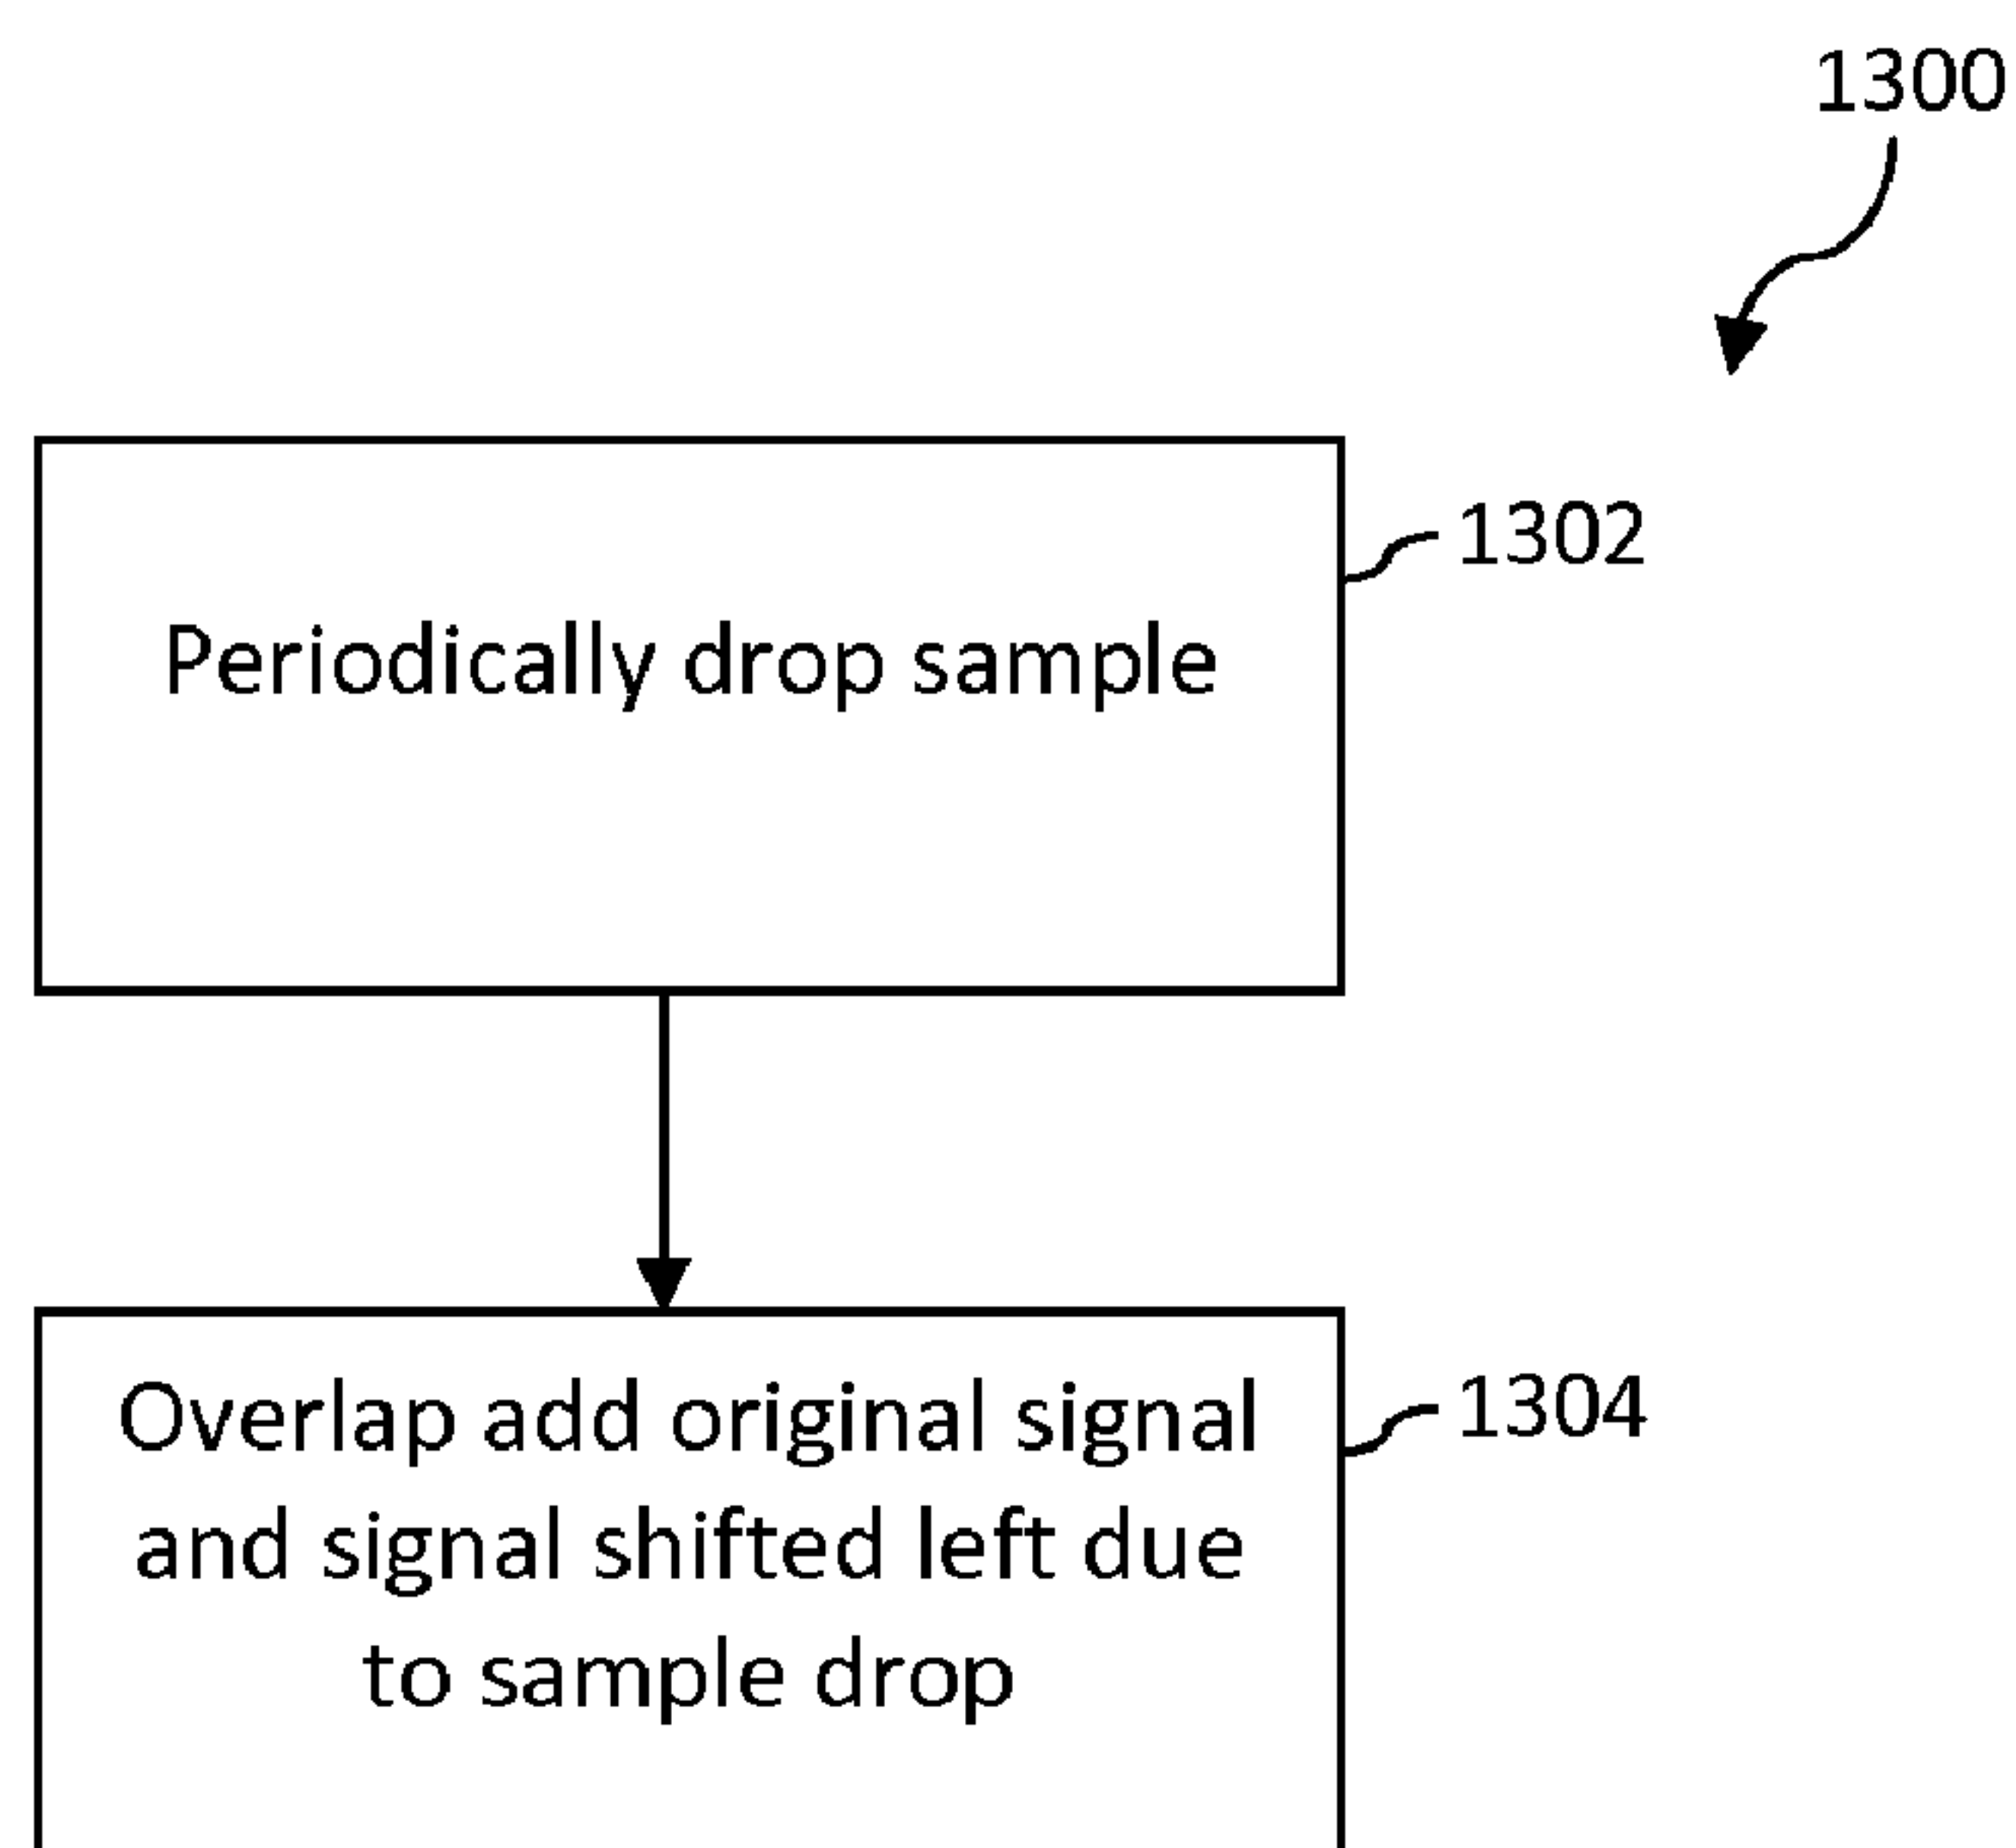 1300
1302
Periodically drop sample
1304
Overlap add original signal
and signal shifted left due
to sample drop